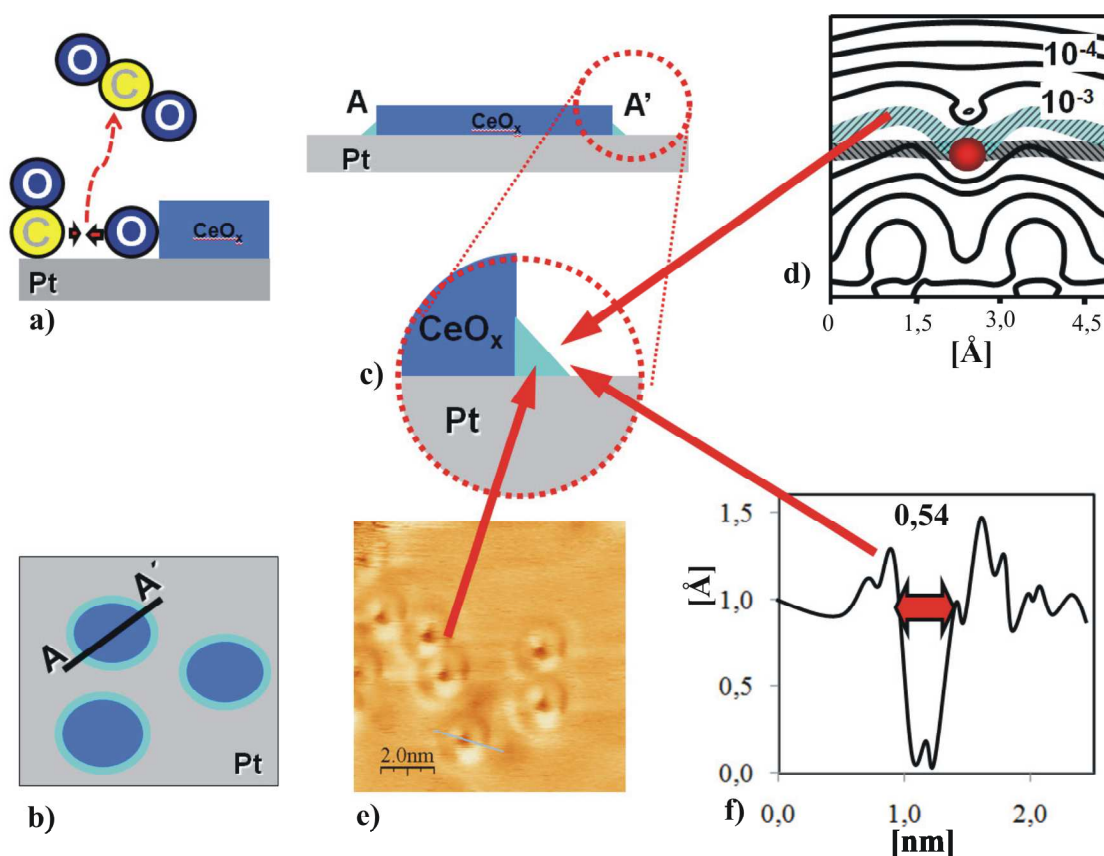 O
C
O
O
C
O
CeOₓ
Pt
a)
A
A'
CeOₓ
Pt
CeOₓ
Pt
c)
10⁻⁴
10⁻³
d)
0 1,5 3,0 4,5
[Å]
A
A'
Pt
b)
2.0nm
e)
1,5
1,0
0,5
0,0
[Å]
0,54
0,0 1,0 2,0
[nm]
f)